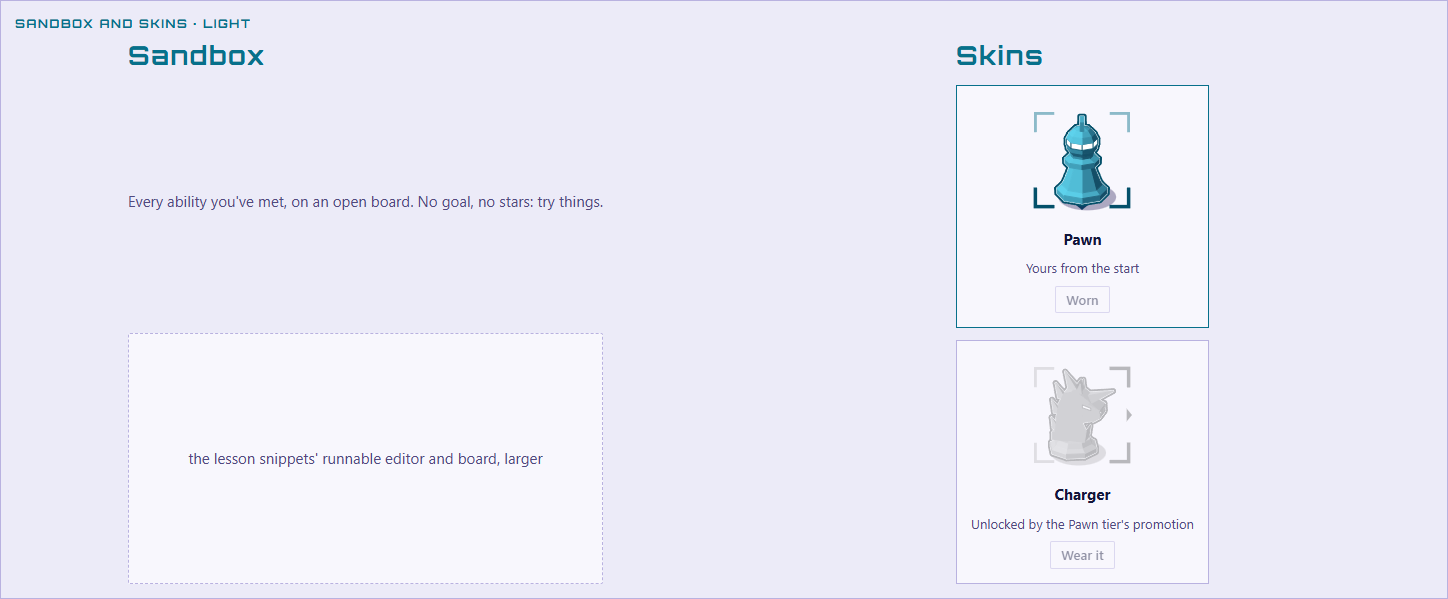 SANDBOX AND SKINS · LIGHT
Sandbox
Every ability you've met, on an open board. No goal, no stars: try things.
the lesson snippets' runnable editor and board, larger
Skins
Pawn
Yours from the start
Worn
Charger
Unlocked by the Pawn tier's promotion
Wear it